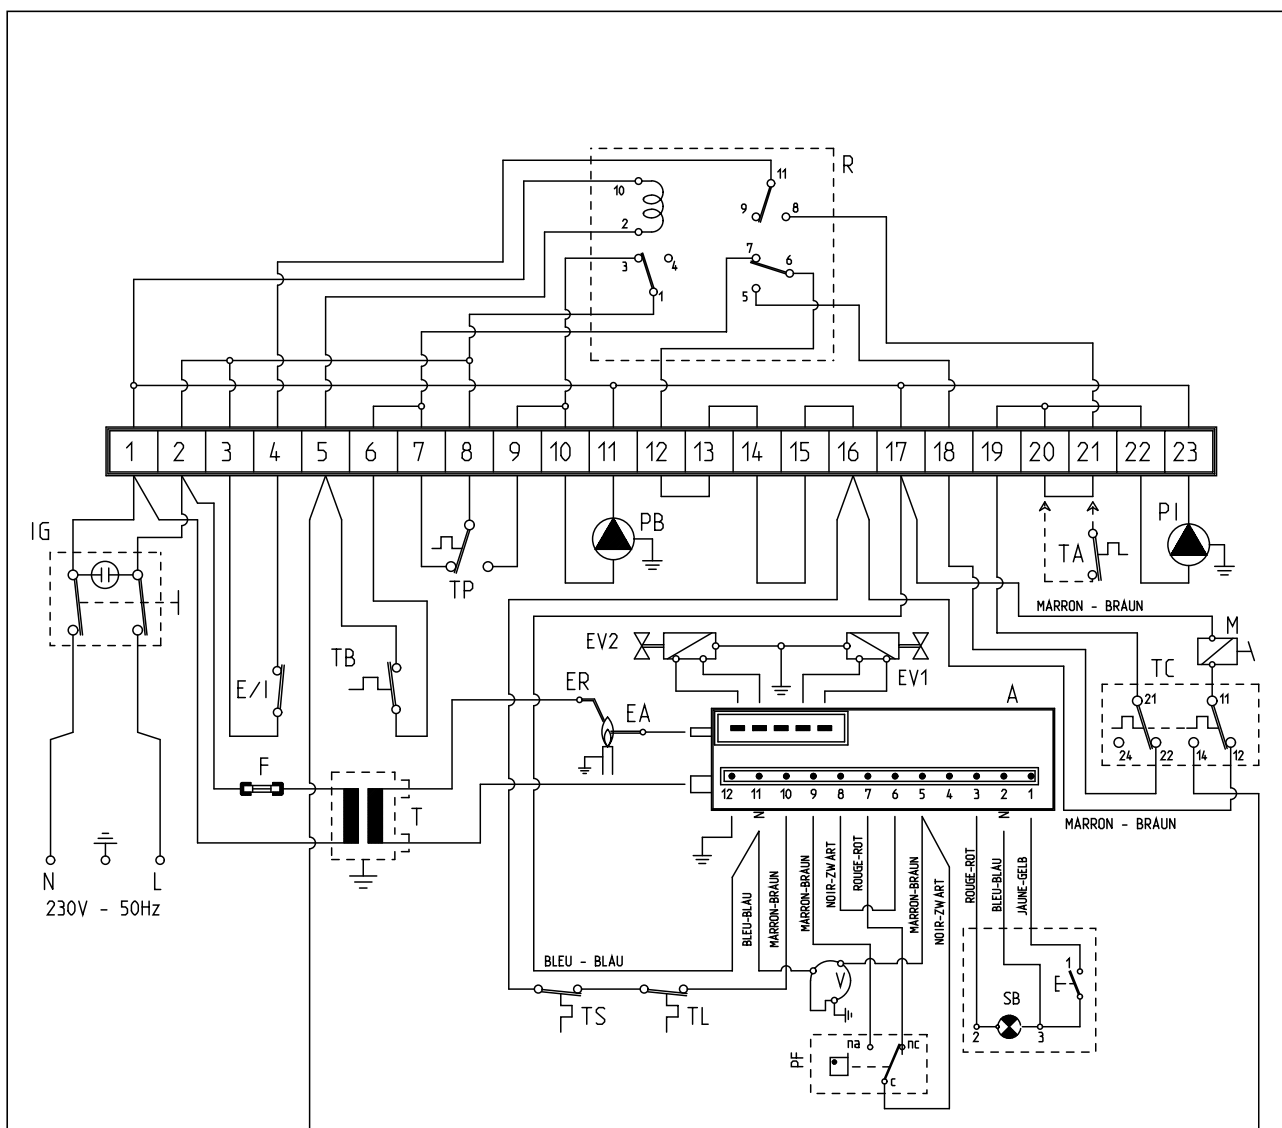 R
11
10
9
8
2
7
3
4
6
5
1
1 2 3 4 5 6 7 8 9 10 11 12 13 14 15 16 17 18 19 20 21 22 23
IG
PB
PI
TP
TA
MARRON - BRAUN
M
EV2
TB
E/I
ER
EV1
TC
EA
A
21
11
24
22
14
12
F
T
12 11 10 9 8 7 6 5 4 3 2 1
N
N
MARRON - BRAUN
N
L
230V - 50Hz
BLEU-BLAU
MARRON-BRAUN
MARRON-BRAUN
NOIR-ZWART
ROUGE-ROT
MARRON-BRAUN
NOIR-ZWART
ROUGE-ROT
BLEU-BLAU
JAUNE-GELB
BLEU - BLAU
V
1
SB
2
3
TS
TL
na
nc
PF
c